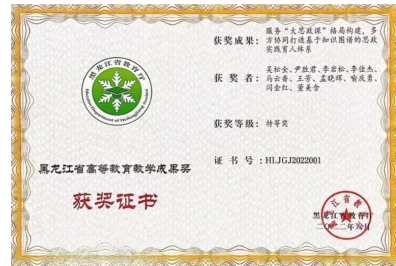 黑龙江省教育厅
黑龙江省高等教育教学成果奖
获奖证书
获奖成果：服务“大思政课”格局构建，多
方协同打造基于知识图谱的思政
实践育人体系
获奖者：吴松全、尹胜君、李岩松、李佳杰、
马云香、王芳、孟晓辉、喻庆勇、
闫金红、董美含
获奖等级：特等奖
证书号：HLJGJ2022001
黑龙江省教育厅